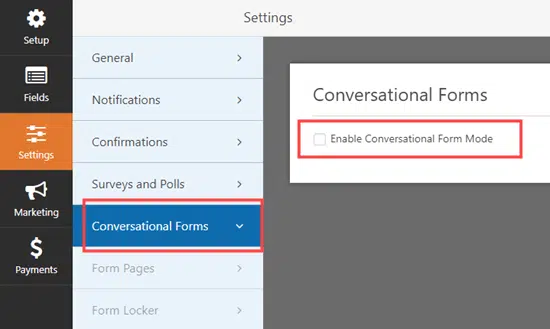 Settings
Setup
Fields
Settings
Marketing
Payments
General
Notifications
Confirmations
Surveys and Polls
Conversational Forms
Form Pages
Form Locker
Conversational Forms
Enable Conversational Form Mode